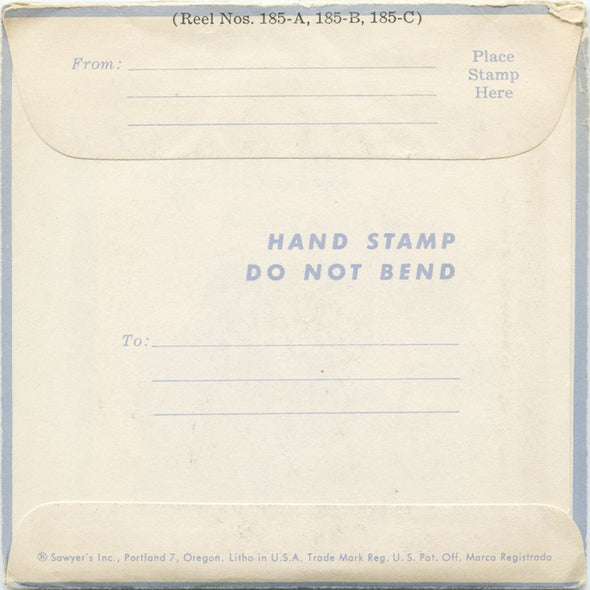 (Reel Nos. 185-A, 185-B, 185-C)
From:
Place
Stamp
Here
HAND STAMP
DO NOT BEND
To:
® Sawyer's Inc., Portland 7, Oregon. Litho in U.S.A. Trade Mark Reg. U. S. Pat. Off. Marca Registrada